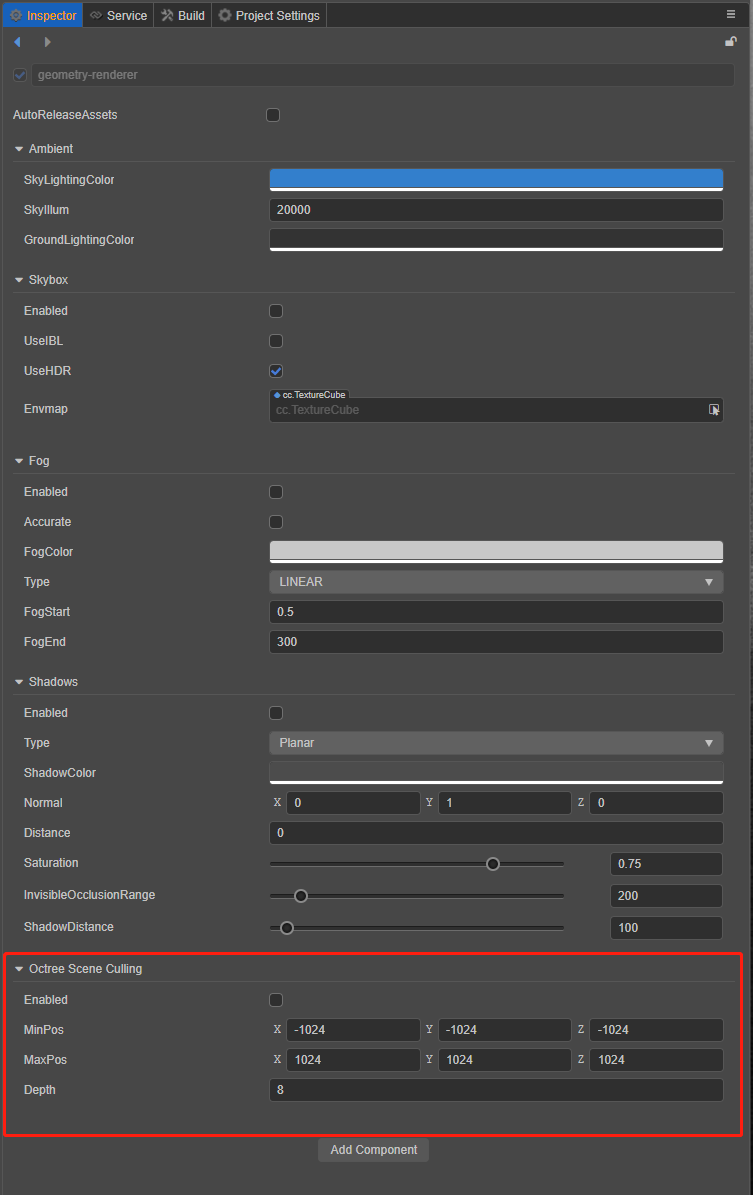 Inspector Service Build Project Settings
geometry-renderer
AutoReleaseAssets
Ambient
SkyLightingColor
SkyIllum 20000
GroundLightingColor
Skybox
Enabled
UseIBL
UseHDR
cc.TextureCube
Envmap cc.TextureCube
Fog
Enabled
Accurate
FogColor
Type LINEAR
FogStart 0.5
FogEnd 300
Shadows
Enabled
Type Planar
ShadowColor
Normal X 0 Y 1 Z 0
Distance 0
Saturation 0.75
InvisibleOcclusionRange 200
ShadowDistance 100
Octree Scene Culling
Enabled
MinPos X -1024 Y -1024 Z -1024
MaxPos X 1024 Y 1024 Z 1024
Depth 8
Add Component